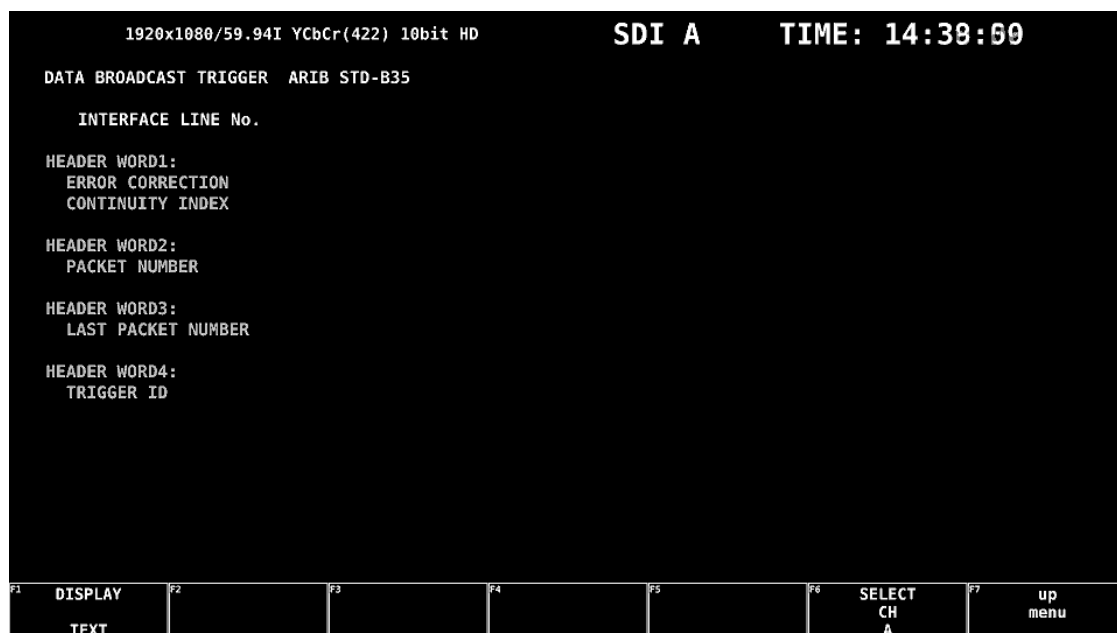 1920x1080/59.94I YCbCr(422) 10bit HD SDI A TIME:
DATA BROADCAST TRIGGER ARIB STD-B35
INTERFACE LINE No.
HEADER WORD1:
ERROR CORRECTION
CONTINUITY INDEX
HEADER WORD2:
PACKET NUMBER
HEADER WORD3:
LAST PACKET NUMBER
HEADER WORD4:
TRIGGER ID
F1 DISPLAY F2 F3 F4 F5 F6 SELECT F7 up
CH menu
TEXT A